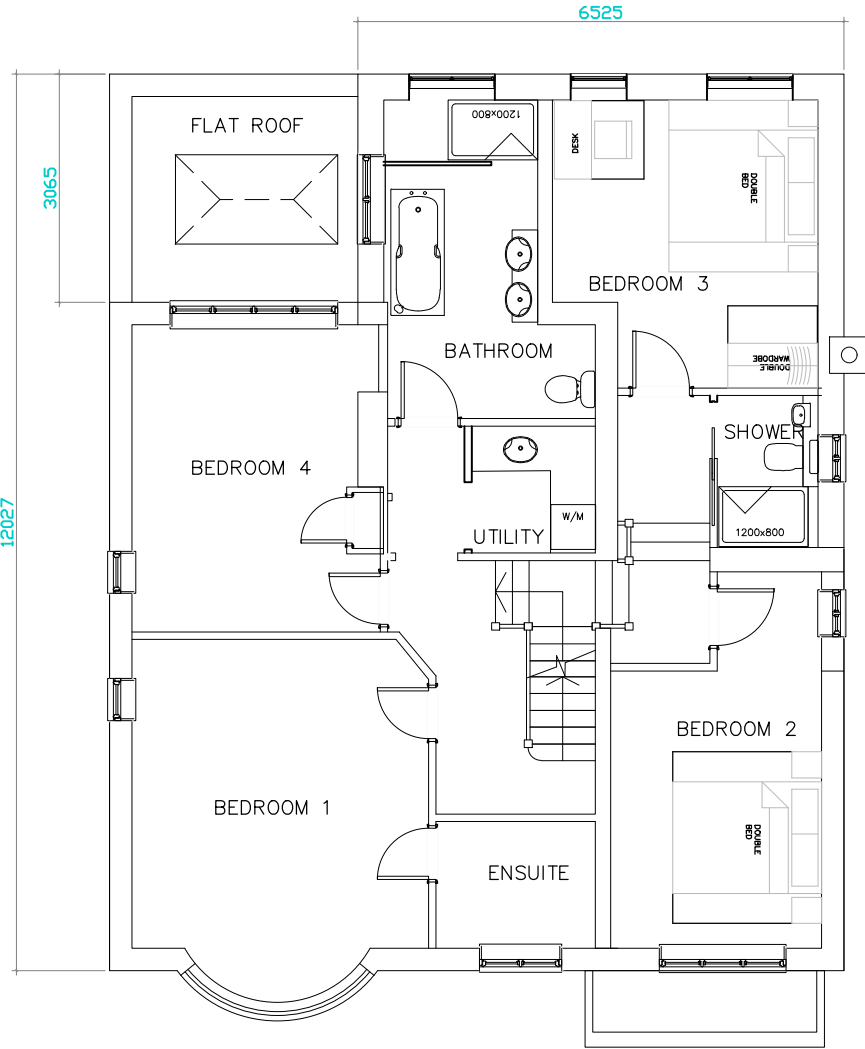 6525
FLAT ROOF
1200x800
DESK
DOUBLE
BED
3065
BEDROOM 3
BATHROOM
DOUBLE
WARDROBE
SHOWER
BEDROOM 4
12027
W/M
UTILITY
1200x800
BEDROOM 2
BEDROOM 1
DOUBLE
BED
ENSUITE